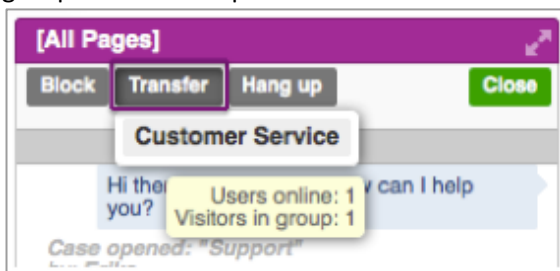 [All Pages]
Block Transfer Hang up Close
Customer Service
Hi can I help
you?
Users online: 1
Visitors in group: 1
Case opened: "Support"